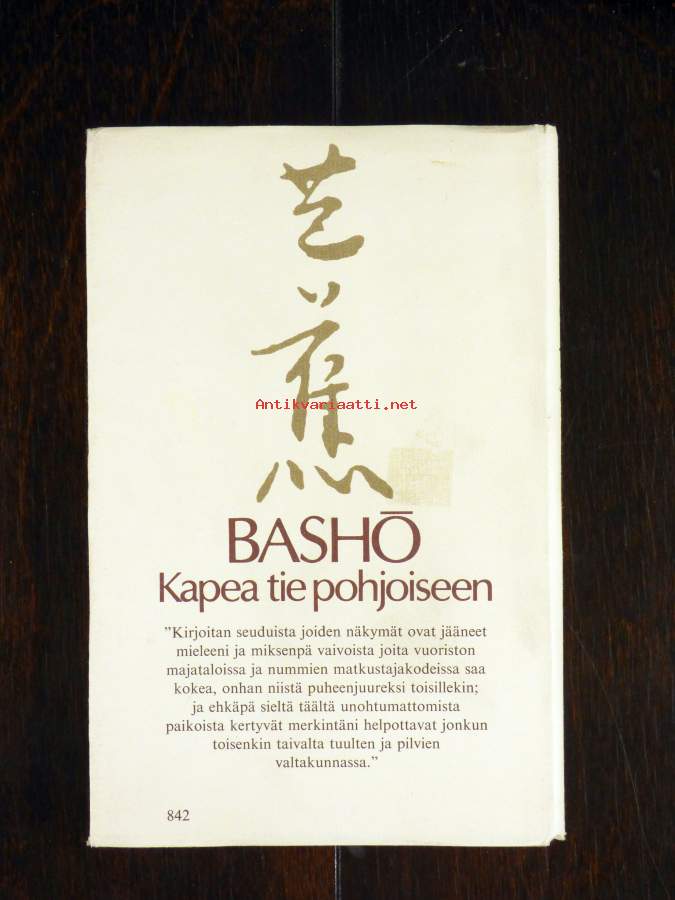 芭蕉
Antikvariaatti.net
BASHŌ
Kapea tie pohjoiseen
”Kirjoitan seuduista joiden näkymät ovat jääneet
mieleeni ja miksenpä vaivoista joita vuoriston
majataloissa ja nummien matkustajakodeissa saa
kokea, onhan niistä puheenjuureksi toisillekin;
ja ehkäpä sieltä täältä unohtumattomista
paikoista kertyvät merkintäni helpottavat jonkun
toisenkin taivalta tuulten ja pilvien
valtakunnassa.”
842